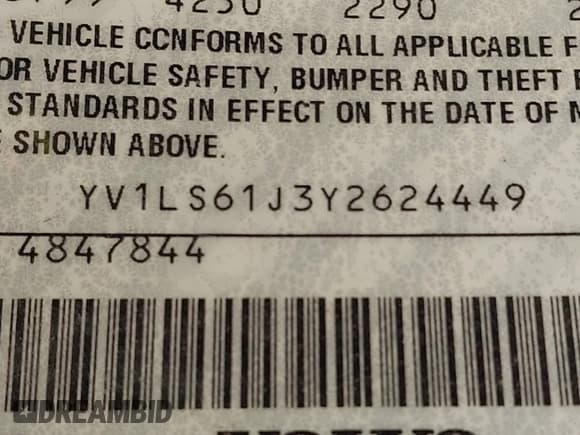 4250 2290 2
VEHICLE CCNFORMS TO ALL APPLICABLE F
OR VEHICLE SAFETY, BUMPER AND THEFT
STANDARDS IN EFFECT ON THE DATE OF M
SHOWN ABOVE.
YV1LS61J3Y2624449
4847844
DREAMBID